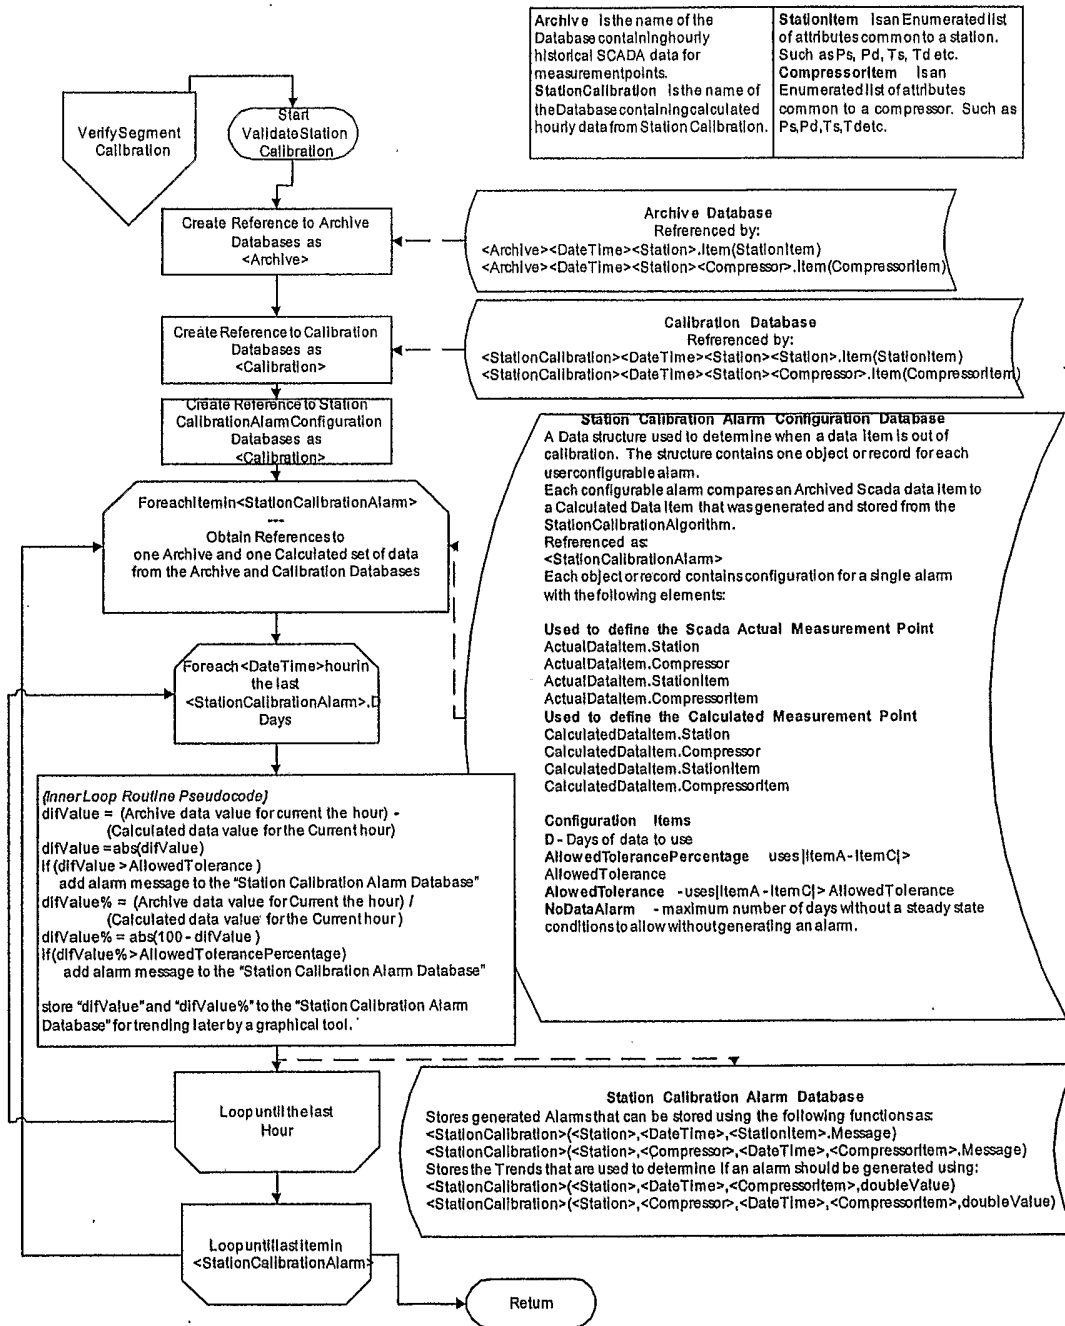 Archive is the name of the
Database containing hourly
historical SCADA data for
measurement points.
StationCalibration is the name of
the Database containing calculated
hourly data from Station Calibration.
StationItem is an Enumerated list
of attributes common to a station.
Such as Ps, Pd, Ts, Td etc.
CompressorItem is an
Enumerated list of attributes
common to a compressor. Such as
Ps,Pd,Ts,Td etc.
Verify Segment
Calibration
Start
Validate Station
Calibration
Create Reference to Archive
Databases as
<Archive>
Archive Database
Refrerenced by:
<Archive><DateTime><Station>.Item(StationItem)
<Archive><DateTime><Station><Compressor>.Item(CompressorItem)
Create Reference to Calibration
Databases as
<Calibration>
Calibration Database
Refrerenced by:
<StationCalibration><DateTime><Station><Station>.Item(StationItem)
<StationCalibration><DateTime><Station><Compressor>.Item(CompressorItem)
Create Reference to Station
CalibrationAlarmConfiguration
Databases as
<Calibration>
Station Calibration Alarm Configuration Database
A Data structure used to determine when a data item is out of
calibration. The structure contains one object or record for each
user configurable alarm.
Each configurable alarm compares an Archived Scada data item to
a Calculated Data Item that was generated and stored from the
StationCalibrationAlgorithm.
Refrerenced as:
<StationCalibrationAlarm>
Each object or record contains configuration for a single alarm
with the following elements:
Used to define the Scada Actual Measurement Point
ActualDataItem.Station
ActualDataItem.Compressor
ActualDataItem.StationItem
ActualDataItem.CompressorItem
Used to define the Calculated Measurement Point
CalculatedDataItem.Station
CalculatedDataItem.Compressor
CalculatedDataItem.StationItem
CalculatedDataItem.CompressorItem
Configuration Items
D - Days of data to use
AllowedTolerancePercentage uses|ItemA-ItemC|>
AllowedTolerance
AlowedTolerance - uses|ItemA - ItemC|> AllowedTolerance
NoDataAlarm - maximum number of days without a steady state
conditions to allow without generating an alarm.
Foreach Item in <StationCalibrationAlarm>
---
Obtain References to
one Archive and one Calculated set of data
from the Archive and Calibration Databases
Foreach <DateTime> hour in
the last
<StationCalibrationAlarm>.D
Days
{Inner Loop Routine Pseudocode}
difValue = (Archive data value for current the hour) -
(Calculated data value for the Current hour)
difValue = abs(difValue)
If (difValue > AllowedTolerance )
add alarm message to the "Station Calibration Alarm Database"
difValue% = (Archive data value for Current the hour) /
(Calculated data value for the Current hour )
difValue% = abs(100 - difValue )
If(difValue% > AllowedTolerancePercentage)
add alarm message to the "Station Calibration Alarm Database"
store "difValue" and "difValue%" to the "Station Calibration Alarm
Database" for trending later by a graphical tool.
Loop until the last
Hour
Station Calibration Alarm Database
Stores generated Alarms that can be stored using the following functions as:
<StationCalibration>(<Station>,<DateTime>,<StationItem>.Message)
<StationCalibration>(<Station>,<Compressor>,<DateTime>,<CompressorItem>,Message)
Stores the Trends that are used to determine if an alarm should be generated using:
<StationCalibration>(<Station>,<DateTime>,<CompressorItem>,doubleValue)
<StationCalibration>(<Station>,<Compressor>,<DateTime>,<CompressorItem>,doubleValue)
Loop until last item in
<StationCalibrationAlarm>
Return